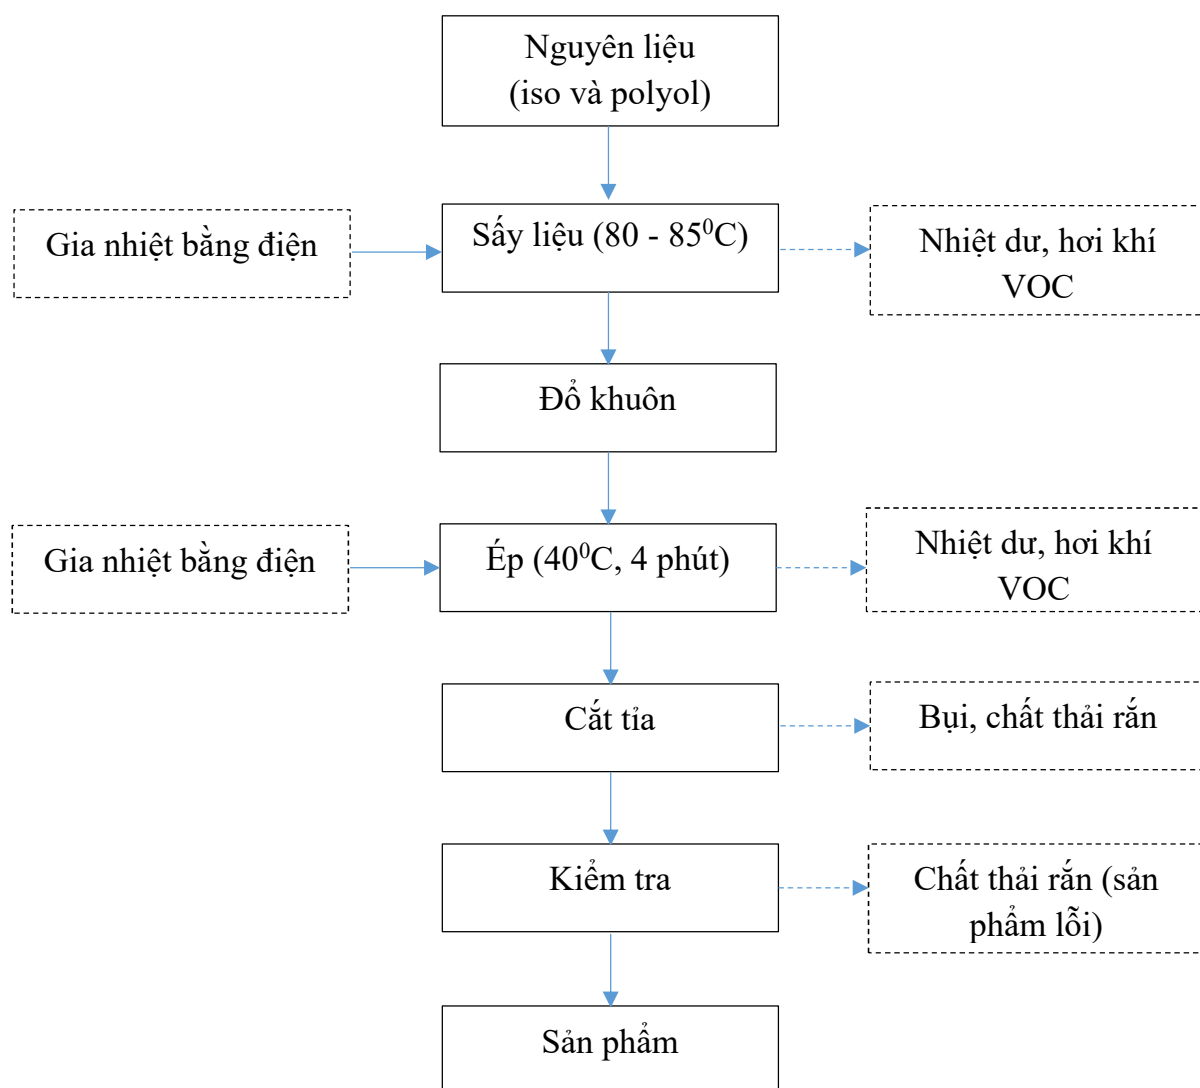 Nguyên liệu
(iso và polyol)
Gia nhiệt bằng điện
Sấy liệu (80 - 85⁰C)
Nhiệt dư, hơi khí
VOC
Đổ khuôn
Gia nhiệt bằng điện
Ép (40⁰C, 4 phút)
Nhiệt dư, hơi khí
VOC
Cắt tỉa
Bụi, chất thải rắn
Kiểm tra
Chất thải rắn (sản
phẩm lỗi)
Sản phẩm